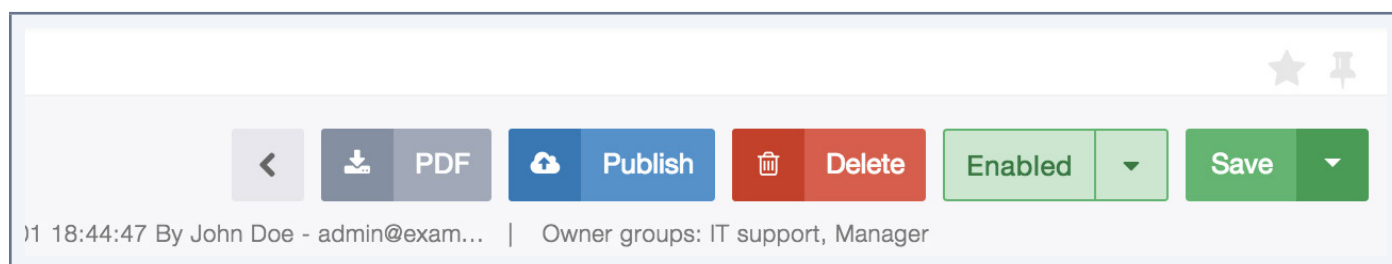 PDF Publish Delete Enabled Save
18:44:47 By John Doe - admin@exam... | Owner groups: IT support, Manager